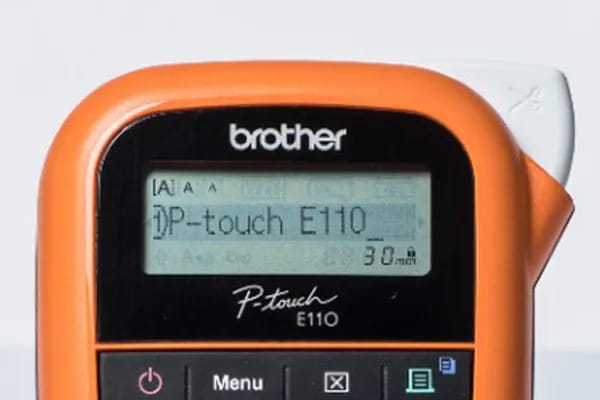 brother
[A] A A
1)P-touch E110_
30mm
P-touch
E110
Menu